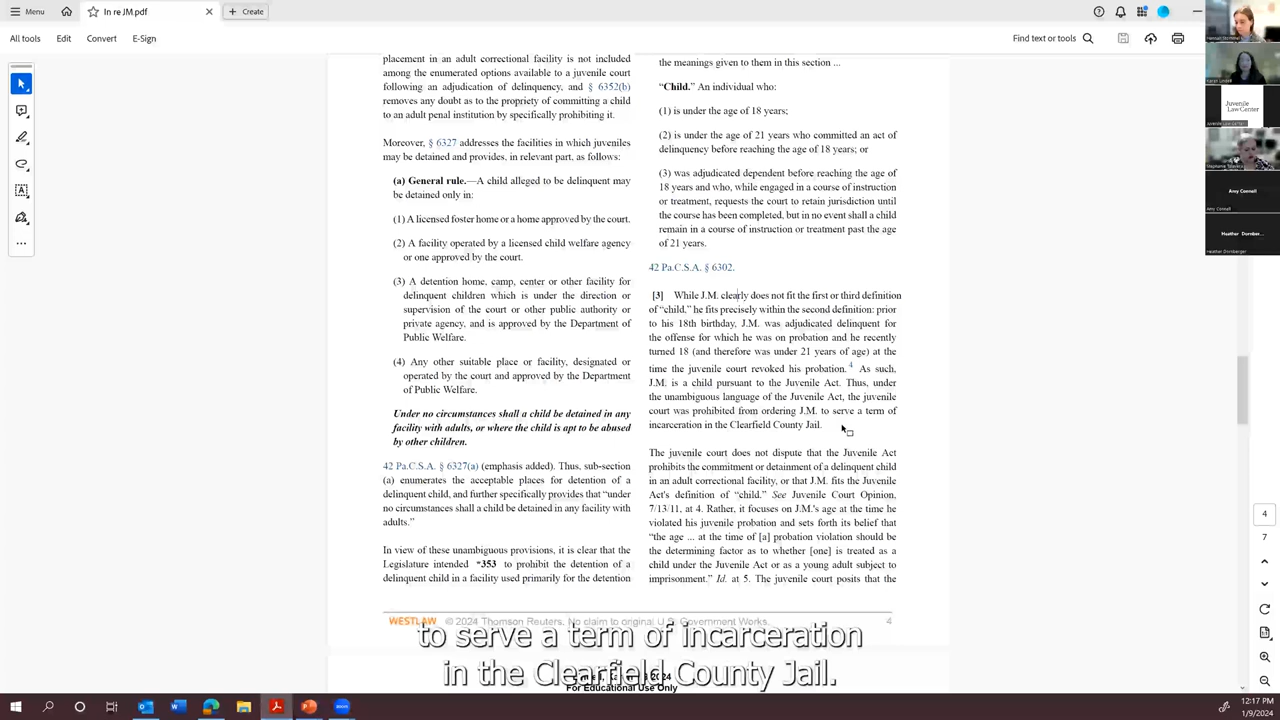 Menu
In re JM.pdf
Create
All tools
Edit
Convert
E-Sign
Find text or tools
placement in an adult correctional facility is not included
among the enumerated options available to a juvenile court
following an adjudication of delinquency, and § 6352(b)
removes any doubt as to the propriety of committing a child
to an adult penal institution by specifically prohibiting it.
Moreover, § 6327 addresses the facilities in which juveniles
may be detained and provides, in relevant part, as follows:
(a) General rule.—A child alleged to be delinquent may
be detained only in:
(1) A licensed foster home or a home approved by the court.
(2) A facility operated by a licensed child welfare agency
or one approved by the court.
(3) A detention home, camp, center or other facility for
delinquent children which is under the direction or
supervision of the court or other public authority or
private agency, and is approved by the Department of
Public Welfare.
(4) Any other suitable place or facility, designated or
operated by the court and approved by the Department
of Public Welfare.
Under no circumstances shall a child be detained in any
facility with adults, or where the child is apt to be abused
by other children.
42 Pa.C.S.A. § 6327(a) (emphasis added). Thus, sub-section
(a) enumerates the acceptable places for detention of a
delinquent child, and further specifically provides that “under
no circumstances shall a child be detained in any facility with
adults.”
In view of these unambiguous provisions, it is clear that the
Legislature intended *353 to prohibit the detention of a
delinquent child in a facility used primarily for the detention
the meanings given to them in this section ...
“Child.” An individual who:
(1) is under the age of 18 years;
(2) is under the age of 21 years who committed an act of
delinquency before reaching the age of 18 years; or
(3) was adjudicated dependent before reaching the age of
18 years and who, while engaged in a course of instruction
or treatment, requests the court to retain jurisdiction until
the course has been completed, but in no event shall a child
remain in a course of instruction or treatment past the age
of 21 years.
42 Pa.C.S.A. § 6302.
[3] While J.M. clearly does not fit the first or third definition
of “child,” he fits precisely within the second definition: prior
to his 18th birthday, J.M. was adjudicated delinquent for
the offense for which he was on probation and he recently
turned 18 (and therefore was under 21 years of age) at the
time the juvenile court revoked his probation. 4 As such,
J.M. is a child pursuant to the Juvenile Act. Thus, under
the unambiguous language of the Juvenile Act, the juvenile
court was prohibited from ordering J.M. to serve a term of
incarceration in the Clearfield County Jail.
The juvenile court does not dispute that the Juvenile Act
prohibits the commitment or detainment of a delinquent child
in an adult correctional facility, or that J.M. fits the Juvenile
Act's definition of “child.” See Juvenile Court Opinion,
7/13/11, at 4. Rather, it focuses on J.M.'s age at the time he
violated his juvenile probation and sets forth its belief that
“the age ... at the time of [a] probation violation should be
the determining factor as to whether [one] is treated as a
child under the Juvenile Act or as a young adult subject to
imprisonment.” Id. at 5. The juvenile court posits that the
WESTLAW © 2024 Thomson Reuters. No claim to original U.S. Government Works. 4
to serve a term of incarceration
in the Clearfield County Jail.
2024
For Educational Use Only
Juvenile
Law Center
Amy Connall
Amy Connall
Heather Dornber...
Heather Dornberger
4
7
12:17 PM
1/9/2024